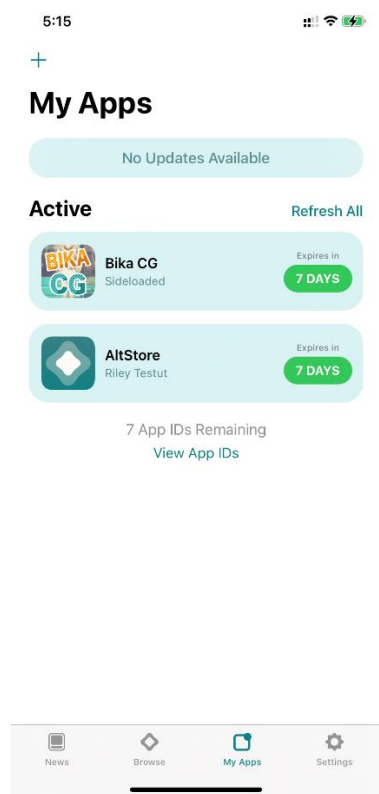 5:15
+
My Apps
No Updates Available
Active
Refresh All
BIKA
CG
Bika CG
Sideloaded
Expires in
7 DAYS
AltStore
Riley Testut
Expires in
7 DAYS
7 App IDs Remaining
View App IDs
News
Browse
My Apps
Settings